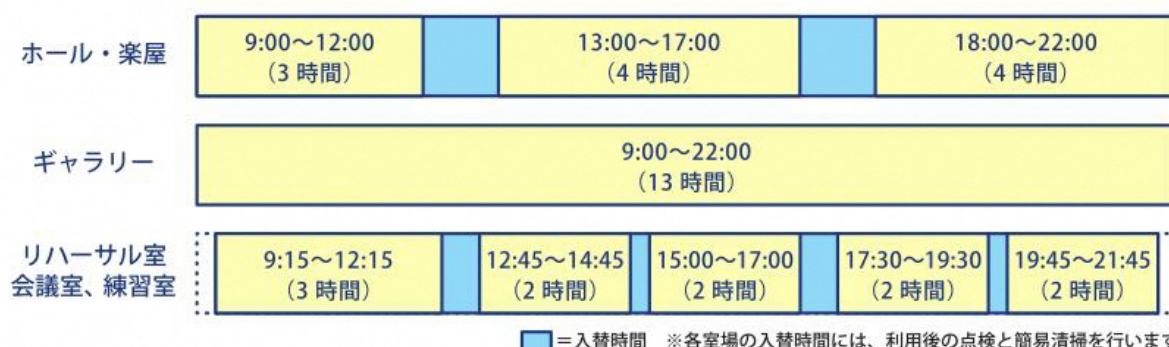 ホール・楽屋
9:00〜12:00
（3 時間）
13:00〜17:00
（4 時間）
18:00〜22:00
（4 時間）
ギャラリー
9:00〜22:00
（13 時間）
リハーサル室
会議室、練習室
9:15〜12:15
（3 時間）
12:45〜14:45
（2 時間）
15:00〜17:00
（2 時間）
17:30〜19:30
（2 時間）
19:45〜21:45
（2 時間）
＝入替時間　※各室場の入替時間には、利用後の点検と簡易清掃を行います